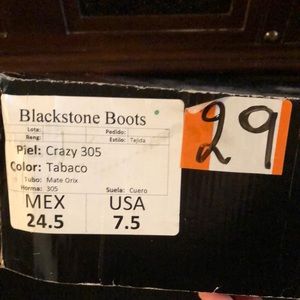 Blackstone Boots
Lote: Pedido:
Reng: Estilo: Tejida
Piel: Crazy 305
Color: Tabaco
Tubo: Mate Orix
Horma: 305 Suela: Cuero
MEX USA
24.5 7.5
29